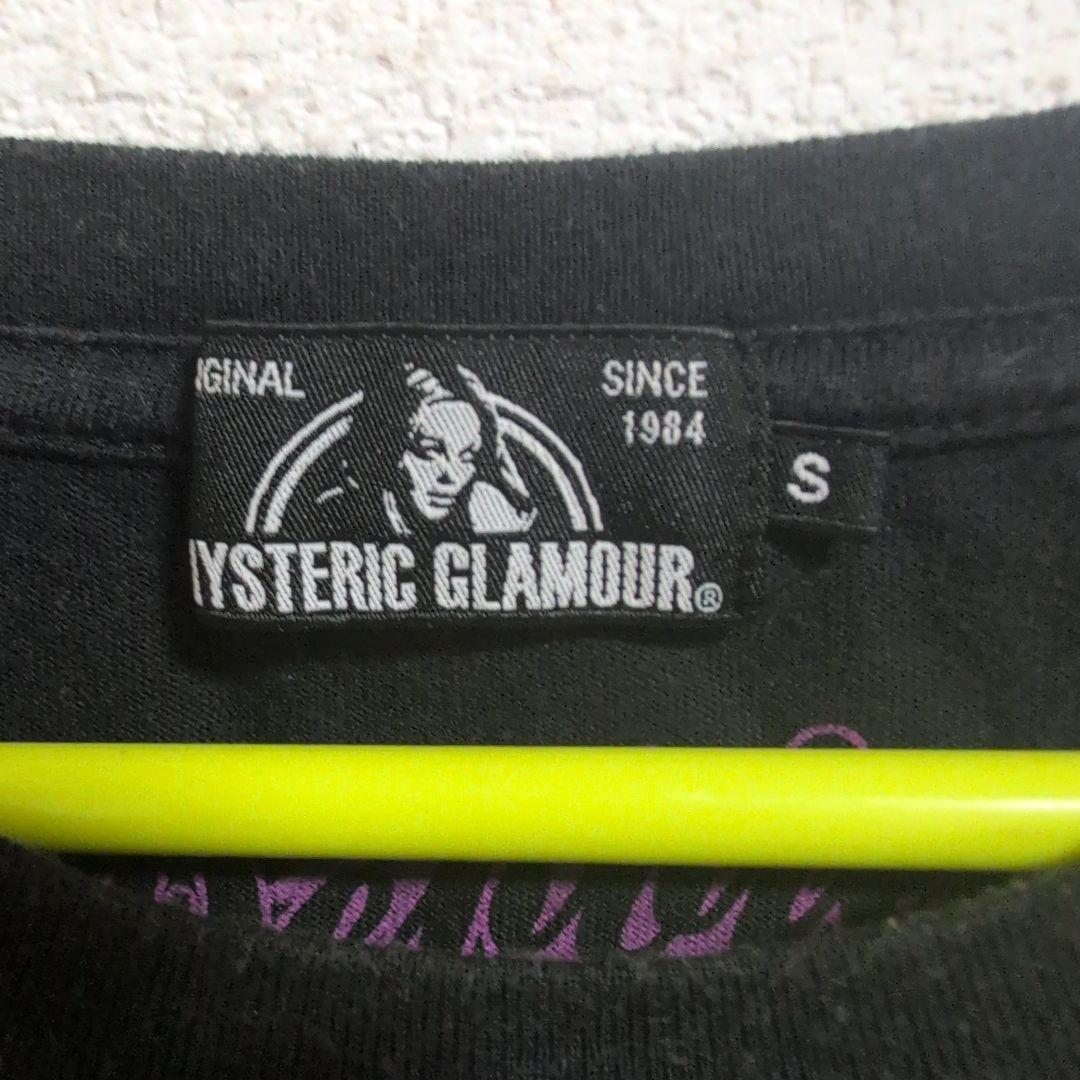 IGINAL
SINCE
1984
S
YSTERIC GLAMOUR®